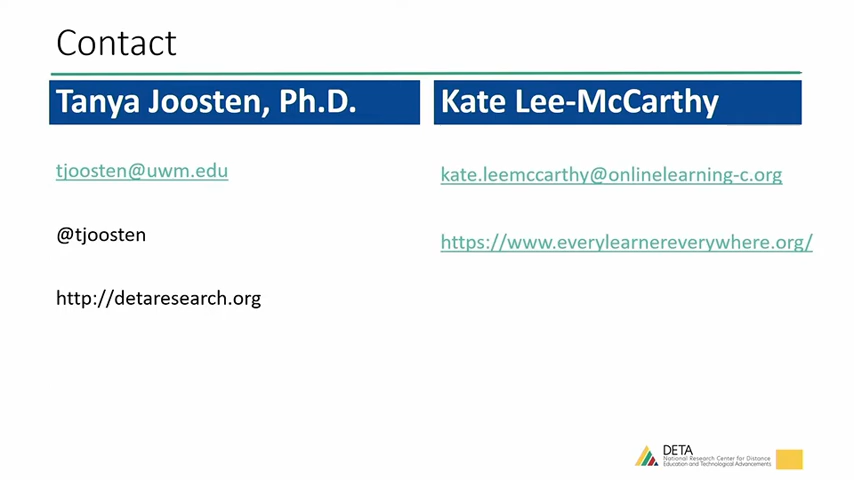 Contact
Tanya Joosten, Ph.D.
tjoosten@uwm.edu
@tjoosten
http://detaresearch.org
Kate Lee-McCarthy
kate.leemccarthy@onlinelearning-c.org
https://www.everylearnereverywhere.org/
DETA
National Research Center for Distance
Education and Technological Advancements